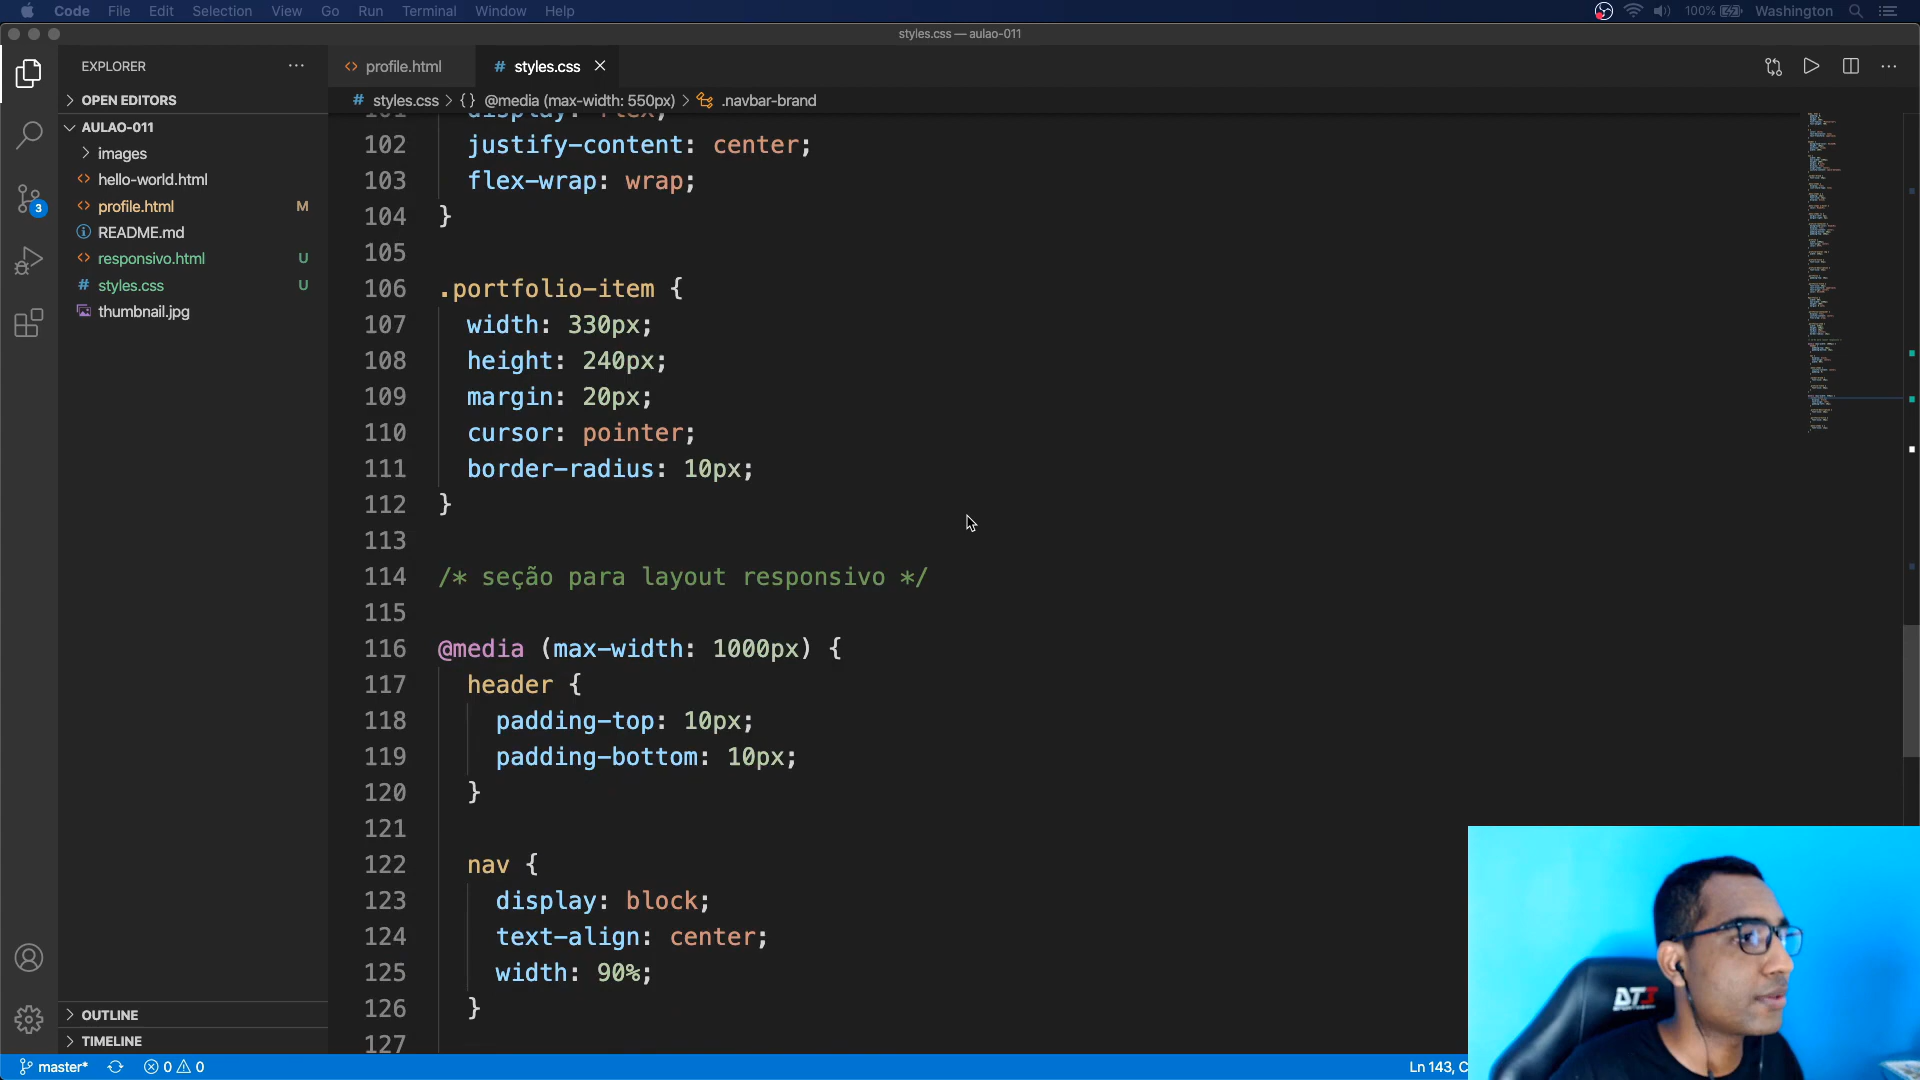 Code File Edit Selection View Go Run Terminal Window Help 100% Washington
styles.css — aulao-011
EXPLORER
profile.html
styles.css
OPEN EDITORS
styles.css > {} @media (max-width: 550px) > .navbar-brand
AULAO-011
images
hello-world.html
profile.html M
README.md
responsivo.html U
styles.css U
thumbnail.jpg
3
101 display: flex;
102 justify-content: center;
103 flex-wrap: wrap;
104 }
105
106 .portfolio-item {
107 width: 330px;
108 height: 240px;
109 margin: 20px;
110 cursor: pointer;
111 border-radius: 10px;
112 }
113
114 /* seção para layout responsivo */
115
116 @media (max-width: 1000px) {
117 header {
118 padding-top: 10px;
119 padding-bottom: 10px;
120 }
121
122 nav {
123 display: block;
124 text-align: center;
125 width: 90%;
126 }
127
OUTLINE
TIMELINE
master* 0 0
Ln 143, C
DT3